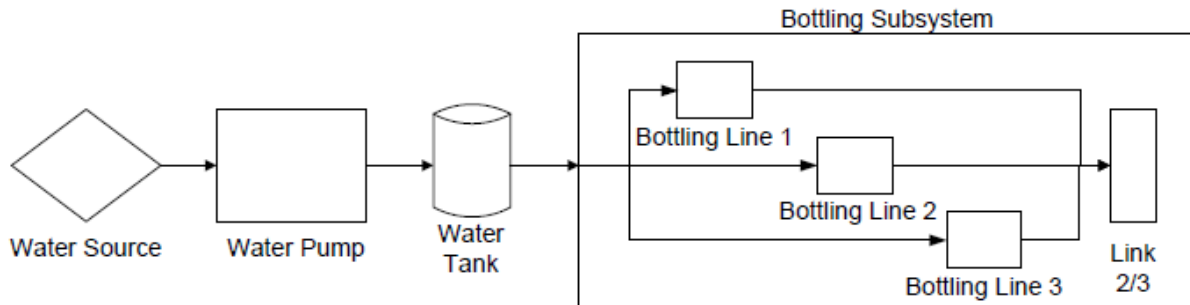 Bottling Subsystem
Bottling Line 1
Bottling Line 2
Bottling Line 3
Water Source
Water Pump
Water
Tank
Link
2/3